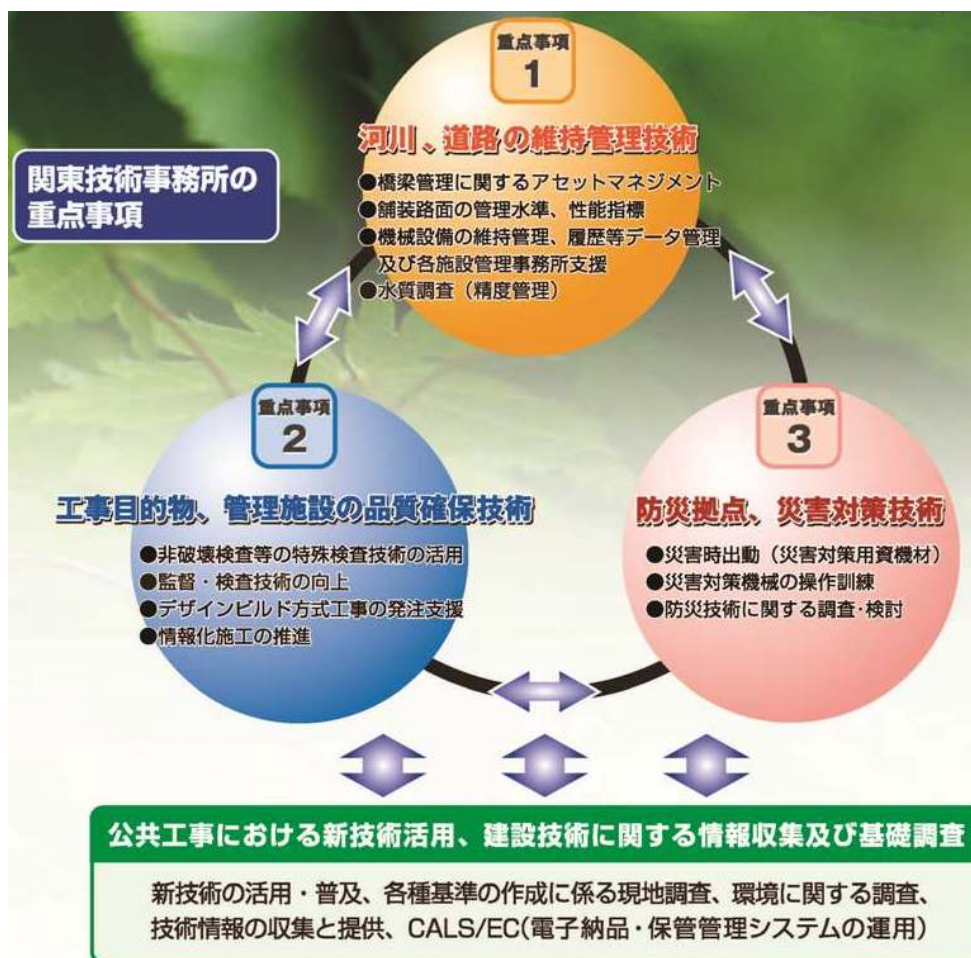 関東技術事務所の
重点事項
重点事項
1
河川、道路の維持管理技術
●橋梁管理に関するアセットマネジメント
●舗装路面の管理水準、性能指標
●機械設備の維持管理、履歴等データ管理
及び各施設管理事務所支援
●水質調査（精度管理）
重点事項
2
工事目的物、管理施設の品質確保技術
●非破壊検査等の特殊検査技術の活用
●監督・検査技術の向上
●デザインビルド方式工事の発注支援
●情報化施工の推進
重点事項
3
防災拠点、災害対策技術
●災害時出動（災害対策用資機材）
●災害対策機械の操作訓練
●防災技術に関する調査・検討
公共工事における新技術活用、建設技術に関する情報収集及び基礎調査
新技術の活用・普及、各種基準の作成に係る現地調査、環境に関する調査、
技術情報の収集と提供、CALS/EC(電子納品・保管管理システムの運用)